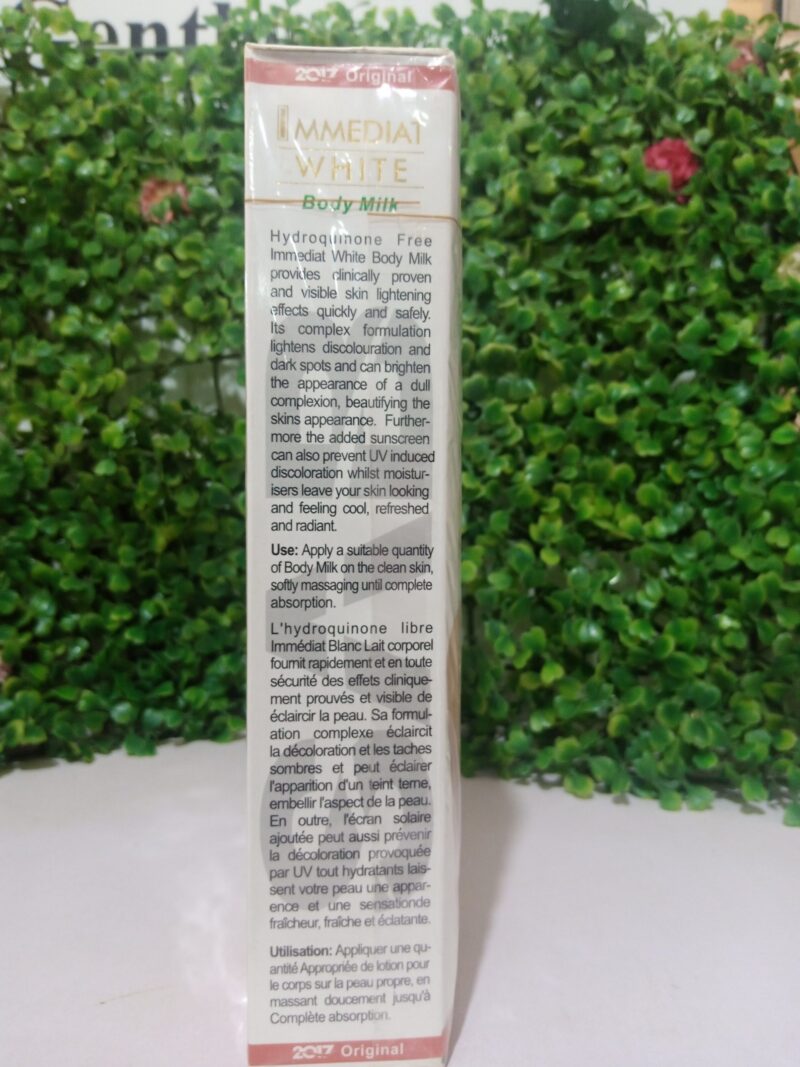 2017 Original
IMMEDIAT
WHITE
Body Milk
Hydroquinone Free
Immediat White Body Milk
provides clinically proven
and visible skin lightening
effects quickly and safely.
Its complex formulation
lightens discolouration and
dark spots and can brighten
the appearance of a dull
complexion, beautifying the
skins appearance. Further-
more the added sunscreen
can also prevent UV induced
discoloration whilst moistur-
isers leave your skin looking
and feeling cool, refreshed
and radiant.
Use: Apply a suitable quantity
of Body Milk on the clean skin,
softly massaging until complete
absorption.
L'hydroquinone libre
Immédiat Blanc Lait corporel
fournit rapidement et en toute
sécurité des effets clinique-
ment prouvés et visible de
éclaircir la peau. Sa formul-
ation complexe éclaircit
la décoloration et les taches
sombres et peut éclairer
l'apparition d'un teint terne,
embellir l'aspect de la peau.
En outre, l'écran solaire
ajoutée peut aussi prévenir
la décoloration provoquée
par UV tout hydratants lais-
sent votre peau une appar-
ence et une sensationde
fraîcheur, fraîche et éclatante.
Utilisation: Appliquer une qu-
antité Appropriée de lotion pour
le corps sur la peau propre, en
massant doucement jusqu'à
Complète absorption.
2017 Original